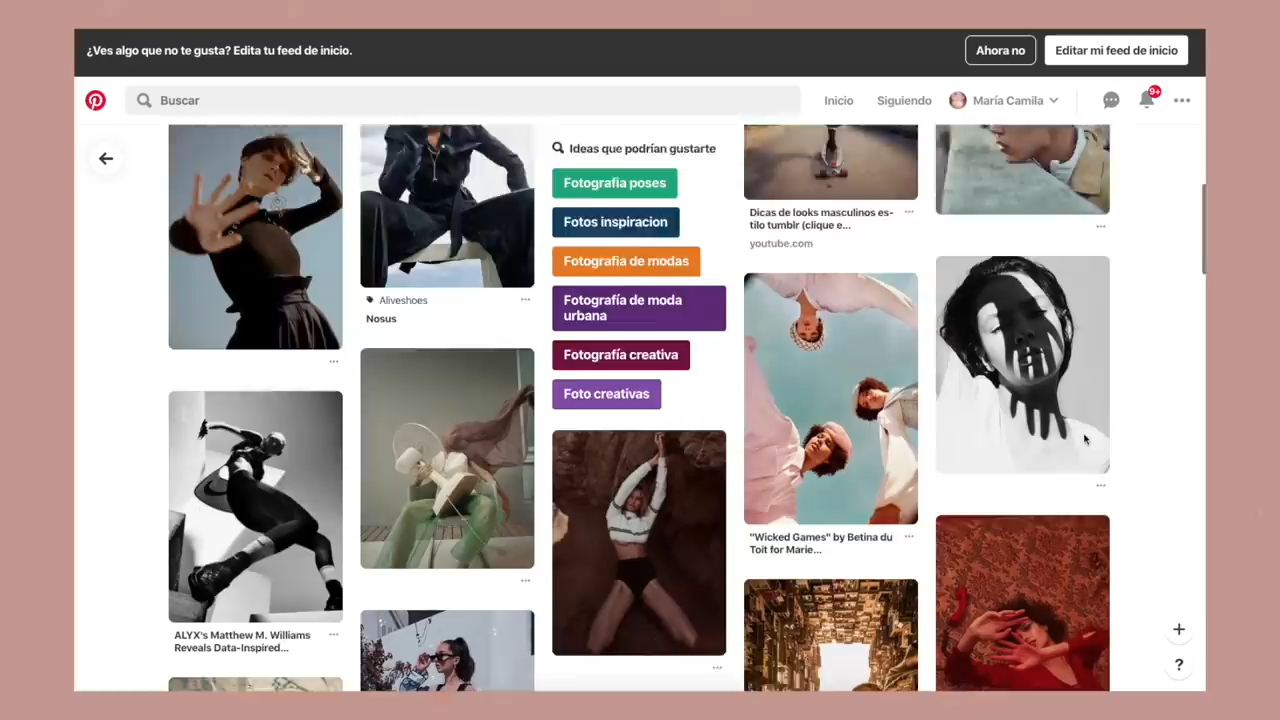 ¿Ves algo que no te gusta? Edita tu feed de inicio.
Ahora no
Editar mi feed de inicio
Buscar
Inicio
Siguiendo
María Camila
9+
Aliveshoes
Nosus
ALYX's Matthew M. Williams
Reveals Data-Inspired...
Ideas que podrían gustarte
Fotografia poses
Fotos inspiracion
Fotografia de modas
Fotografía de moda
urbana
Fotografía creativa
Foto creativas
Dicas de looks masculinos es-
tilo tumblr (clique e...
youtube.com
"Wicked Games" by Betina du
Toit for Marie...